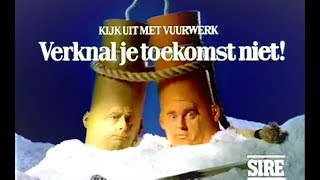 KIJK UIT MET VUURWERK
Verknal je toekomst niet!
SIRE